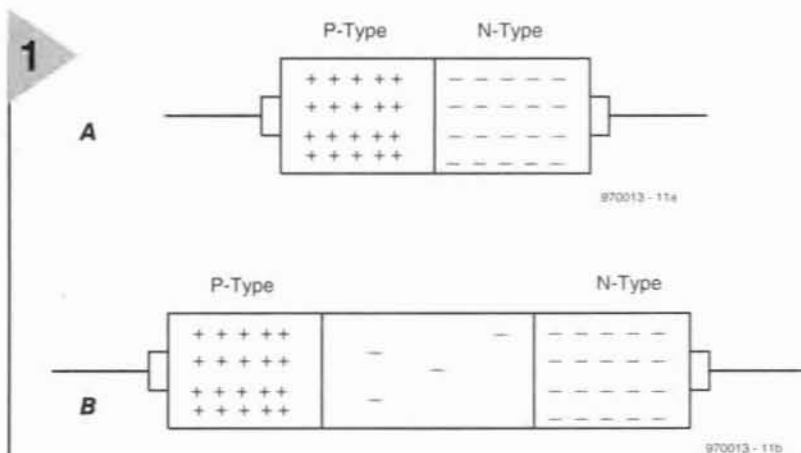 1
P-Type N-Type
+ + + + + — — — — —
+ + + + + — — — — —
A
+ + + + + — — — — —
+ + + + + — — — — —
970013 - 11a
P-Type N-Type
+ + + + + — — — — — —
+ + + + + — — — — — —
—
+ + + + + — — — — — —
B
+ + + + + — — — — —
970013 - 11b